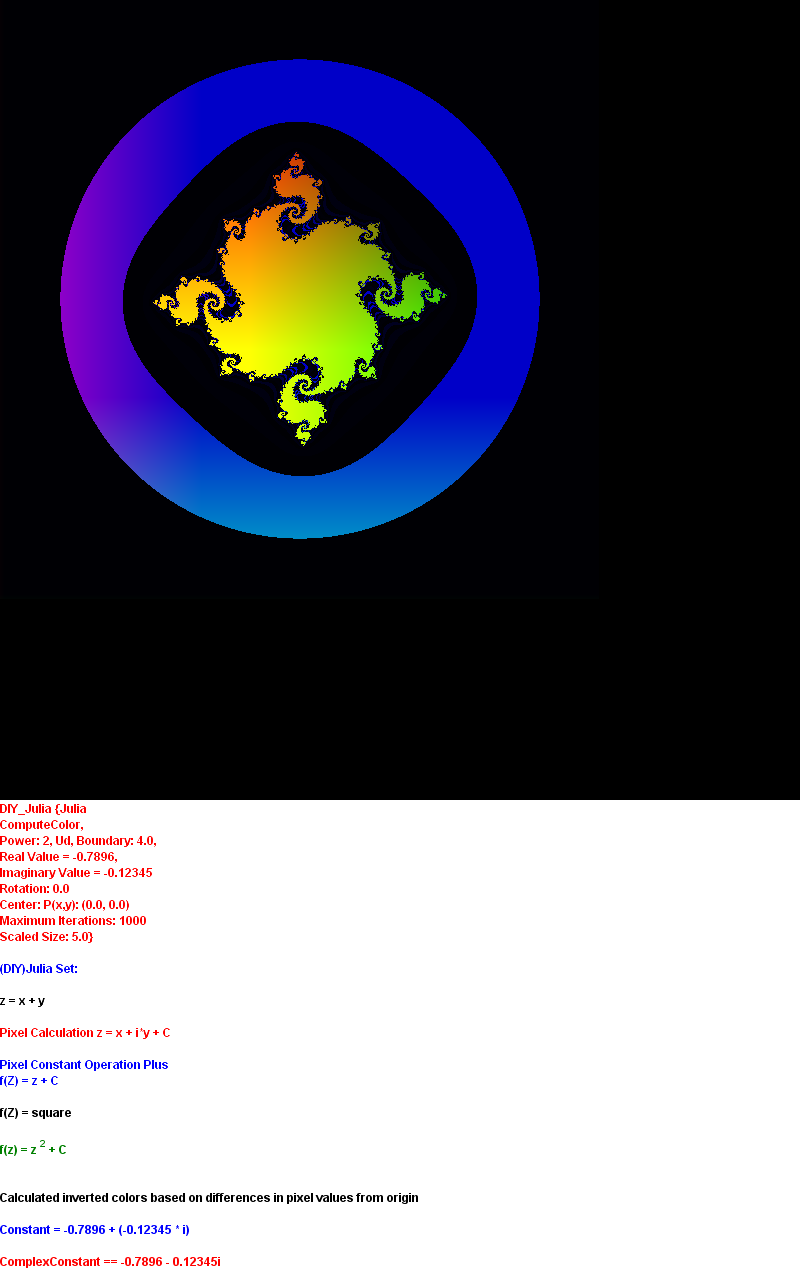 DIY_Julia {Julia
ComputeColor,
Power: 2, Ud, Boundary: 4.0,
Real Value = -0.7896,
Imaginary Value = -0.12345
Rotation: 0.0
Center: P(x,y): (0.0, 0.0)
Maximum Iterations: 1000
Scaled Size: 5.0}
(DIY)Julia Set:
z = x + y
Pixel Calculation z = x + i*y + C
Pixel Constant Operation Plus
f(Z) = z + C
f(Z) = square
f(z) = z ² + C
Calculated inverted colors based on differences in pixel values from origin
Constant = -0.7896 + (-0.12345 * i)
ComplexConstant == -0.7896 - 0.12345i